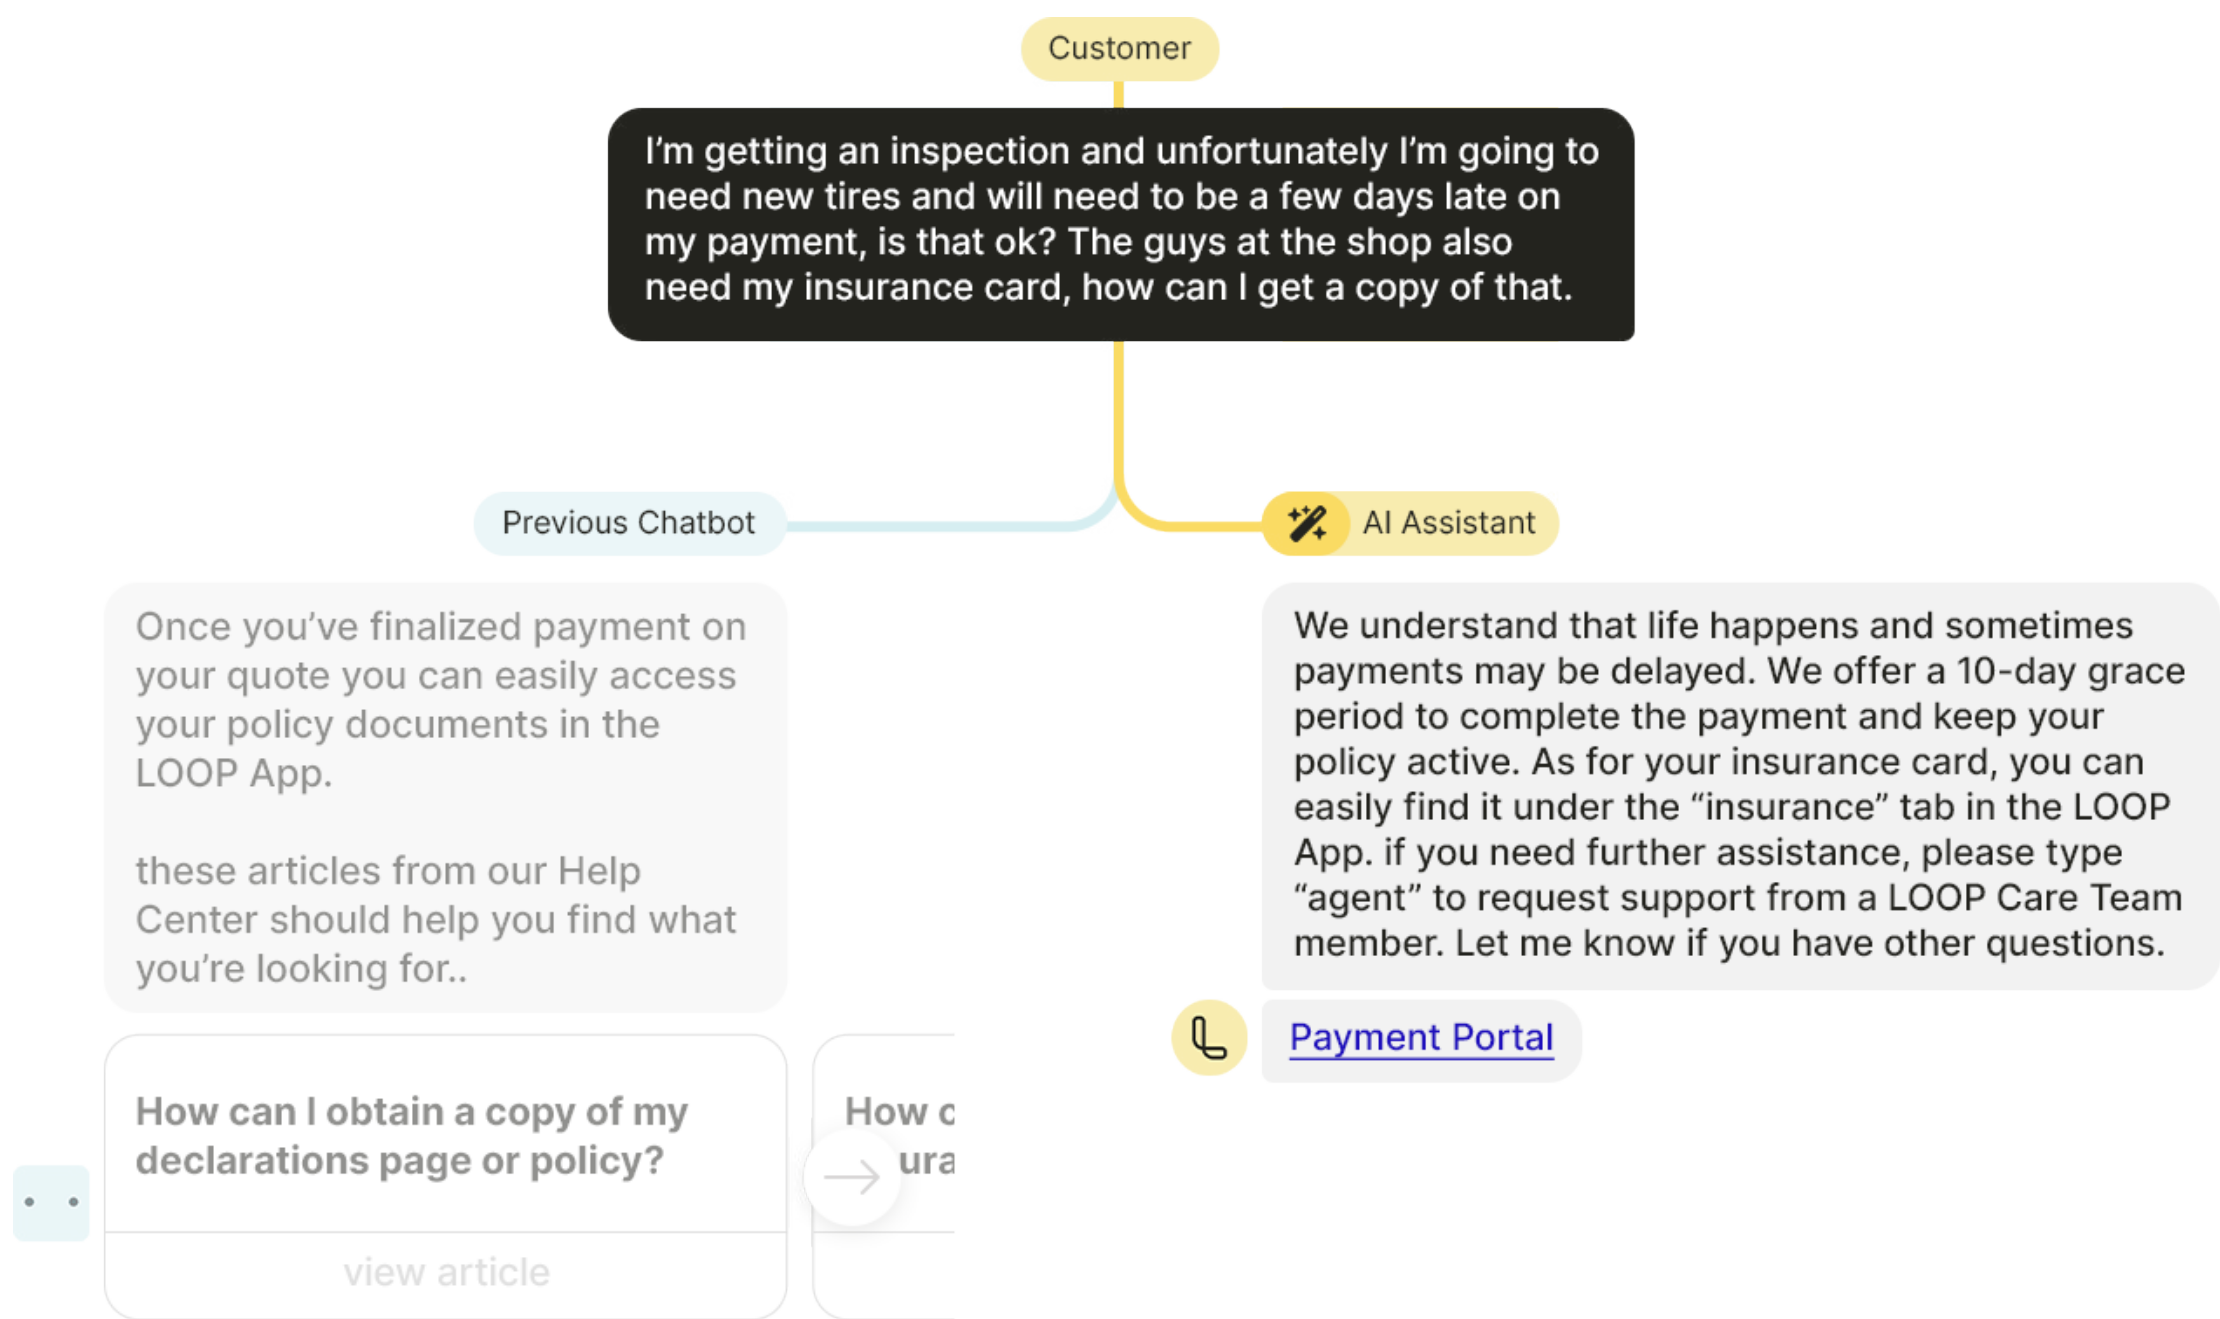 Customer
I’m getting an inspection and unfortunately I’m going to
need new tires and will need to be a few days late on
my payment, is that ok? The guys at the shop also
need my insurance card, how can I get a copy of that.
Previous Chatbot
Once you’ve finalized payment on
your quote you can easily access
your policy documents in the
LOOP App.
these articles from our Help
Center should help you find what
you’re looking for..
How can I obtain a copy of my
declarations page or policy?
view article
How
AI Assistant
We understand that life happens and sometimes
payments may be delayed. We offer a 10-day grace
period to complete the payment and keep your
policy active. As for your insurance card, you can
easily find it under the “insurance” tab in the LOOP
App. if you need further assistance, please type
“agent” to request support from a LOOP Care Team
member. Let me know if you have other questions.
Payment Portal